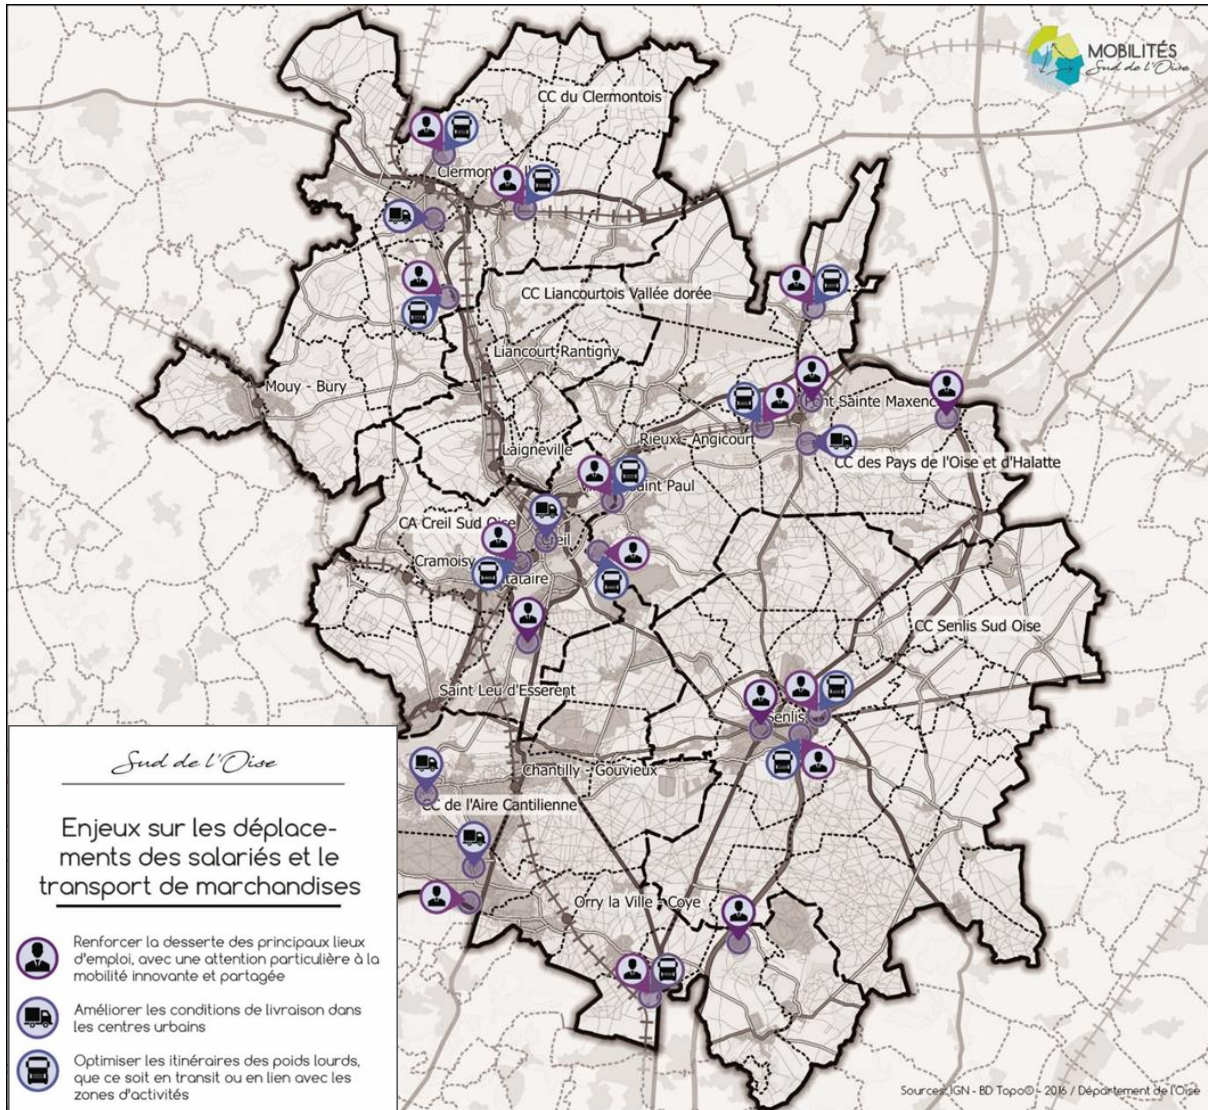 MOBILITÉS
Sud de l'Oise
CC du Clermontois
Clermont
CC Liancourtois Vallée dorée
Liancourt Rantigny
Mouy - Bury
Sainte Maxence
Rieux - Angicourt
Laigneville
CC des Pays de l'Oise et d'Halatte
Saint Paul
CA Creil Sud Oise
Cramoisy
CC Senlis Sud Oise
Saint Leu d'Esserent
Senlis
Chantilly - Gouvieux
CC de l'Aire Cantilienne
Orry la Ville - Coye
Sud de l'Oise
Enjeux sur les déplace-
ments des salariés et le
transport de marchandises
Renforcer la desserte des principaux lieux
d'emploi, avec une attention particulière à la
mobilité innovante et partagée
Améliorer les conditions de livraison dans
les centres urbains
Optimiser les itinéraires des poids lourds,
que ce soit en transit ou en lien avec les
zones d'activités
Sources: IGN - BD Topo© - 2016 / Département de l'Oise